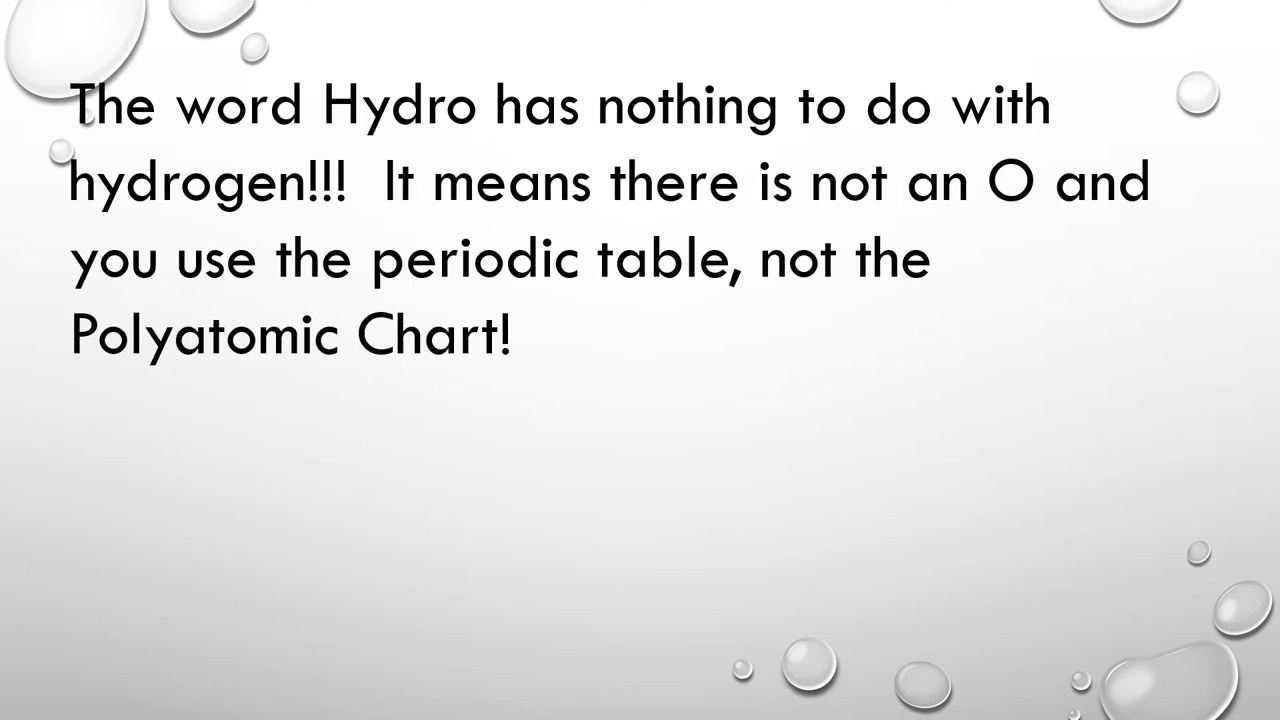 The word Hydro has nothing to do with
hydrogen!!!  It means there is not an O and
you use the periodic table, not the
Polyatomic Chart!